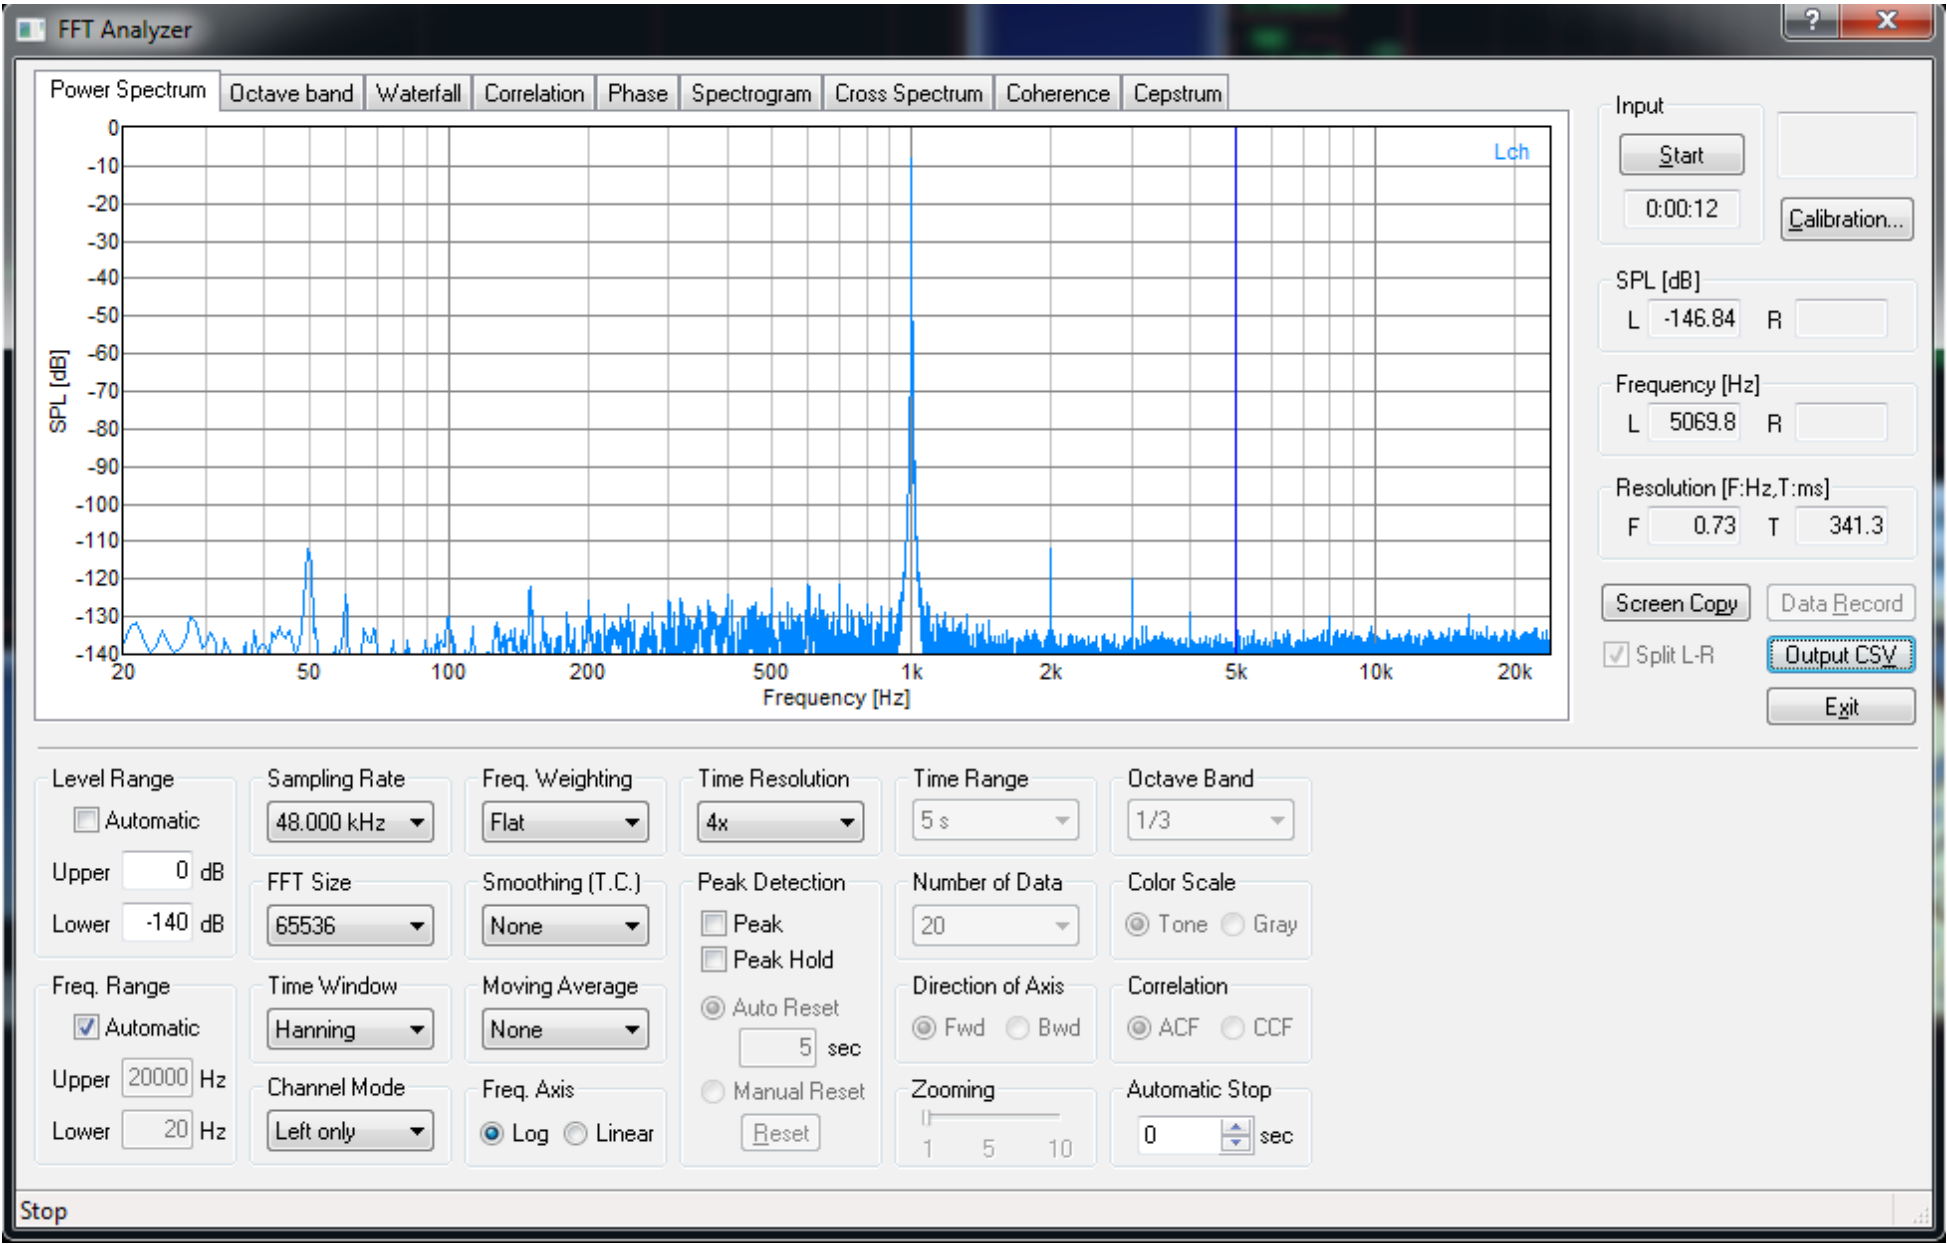 FFT Analyzer
?
Power Spectrum Octave band Waterfall Correlation Phase Spectrogram Cross Spectrum Coherence Cepstrum
Lch
0
-10
-20
-30
-40
-50
-60
-70
-80
-90
-100
-110
-120
-130
-140
SPL [dB]
20 50 100 200 500 1k 2k 5k 10k 20k
Frequency [Hz]
Input
Start
0:00:12
Calibration...
SPL [dB]
L -146.84 R
Frequency [Hz]
L 5069.8 R
Resolution [F:Hz,T:ms]
F 0.73 T 341.3
Screen Copy Data Record
Split L-R Output CSV
Exit
Level Range
Automatic
Upper 0 dB
Lower -140 dB
Freq. Range
Automatic
Upper 20000 Hz
Lower 20 Hz
Sampling Rate
48.000 kHz
FFT Size
65536
Time Window
Hanning
Channel Mode
Left only
Freq. Weighting
Flat
Smoothing (T.C.)
None
Moving Average
None
Freq. Axis
Log Linear
Time Resolution
4x
Peak Detection
Peak
Peak Hold
Auto Reset
5 sec
Manual Reset
Reset
Time Range
5 s
Number of Data
20
Direction of Axis
Fwd Bwd
Zooming
1 5 10
Octave Band
1/3
Color Scale
Tone Gray
Correlation
ACF CCF
Automatic Stop
0 sec
Stop